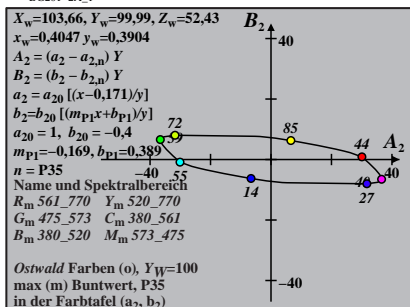 X_w=103,66, Y_w=99,99, Z_w=52,43
x_w=0,4047 y_w=0,3904
A_2 = (a_2 - a_2,n) Y
B_2 = (b_2 - b_2,n) Y
a_2 = a_20 [(x-0,171)/y]
b_2=b_20 [(m_P1x+b_P1)/y]
a_20 = 1, b_20 = -0,4
m_P1=-0,169, b_P1=0,389
n = P35
Name und Spektralbereich
R_m 561_770 Y_m 520_770
G_m 475_573 C_m 380_561
B_m 380_520 M_m 573_475
Ostwald Farben (o), Y_W=100
max (m) Buntwert, P35
in der Farbtafel (a_2, b_2)
B_2
40
A_2
-40
40
-40
72
85
44
55
14
27